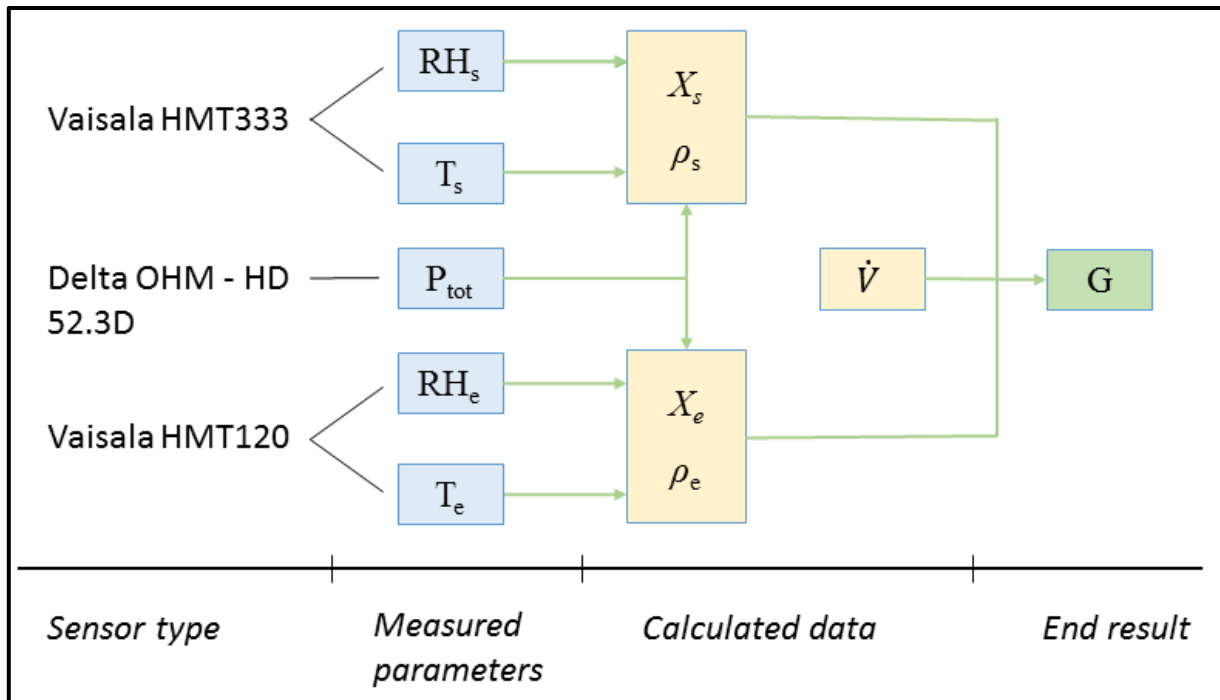 RHₛ
Vaisala HMT333
Xₛ
ρₛ
Tₛ
Delta OHM - HD
52.3D
Pₜₒₜ
V̇
G
RHₑ
Vaisala HMT120
Xₑ
ρₑ
Tₑ
Sensor type
Measured
parameters
Calculated data
End result